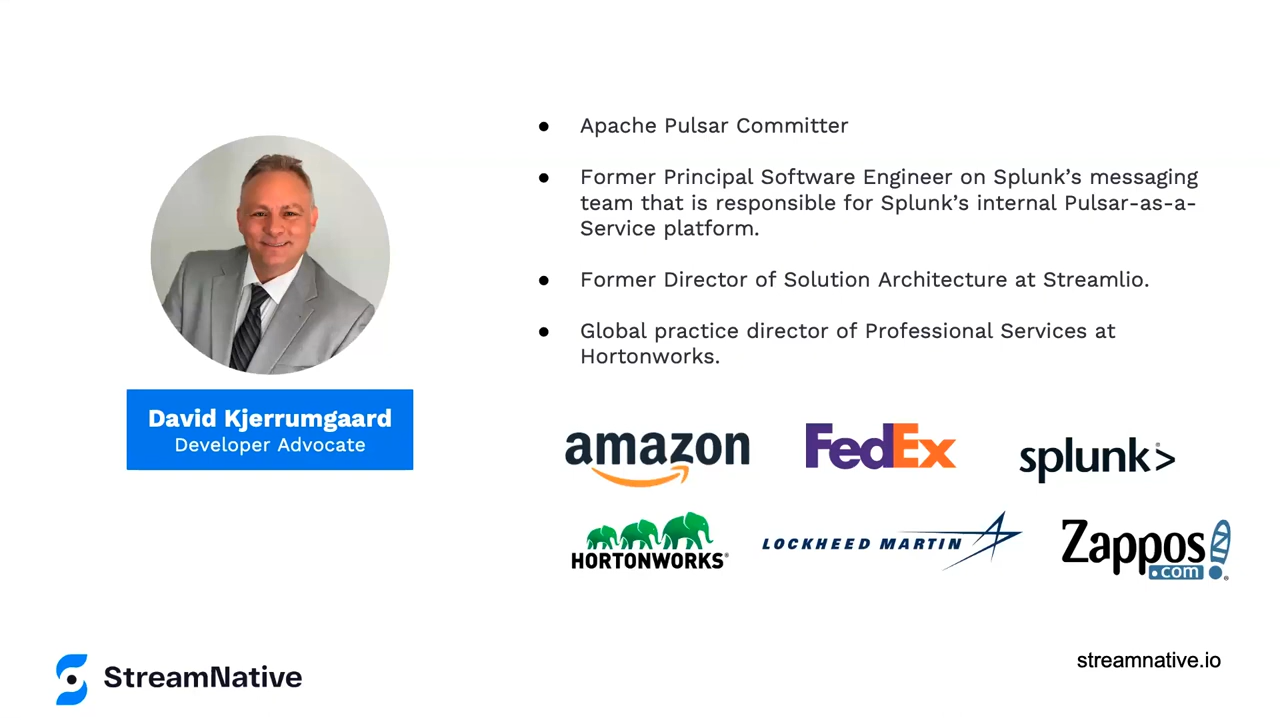 ● Apache Pulsar Committer
● Former Principal Software Engineer on Splunk's messaging
team that is responsible for Splunk's internal Pulsar-as-a-
Service platform.
● Former Director of Solution Architecture at Streamlio.
● Global practice director of Professional Services at
Hortonworks.
David Kjerrumgaard
Developer Advocate
amazon
FedEx
splunk>
HORTONWORKS®
LOCKHEED MARTIN
Zappos
.com
StreamNative
streamnative.io